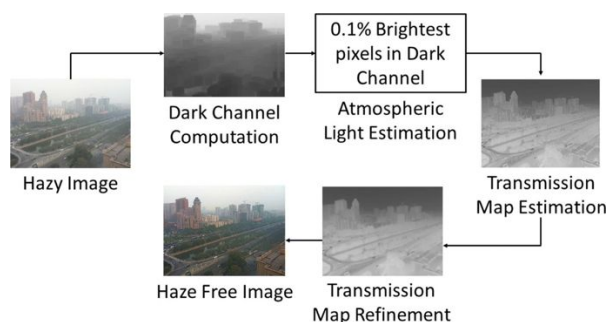 0.1% Brightest
pixels in Dark
Channel
Dark Channel
Computation
Atmospheric
Light Estimation
Hazy Image
Transmission
Map Estimation
Haze Free Image
Transmission
Map Refinement